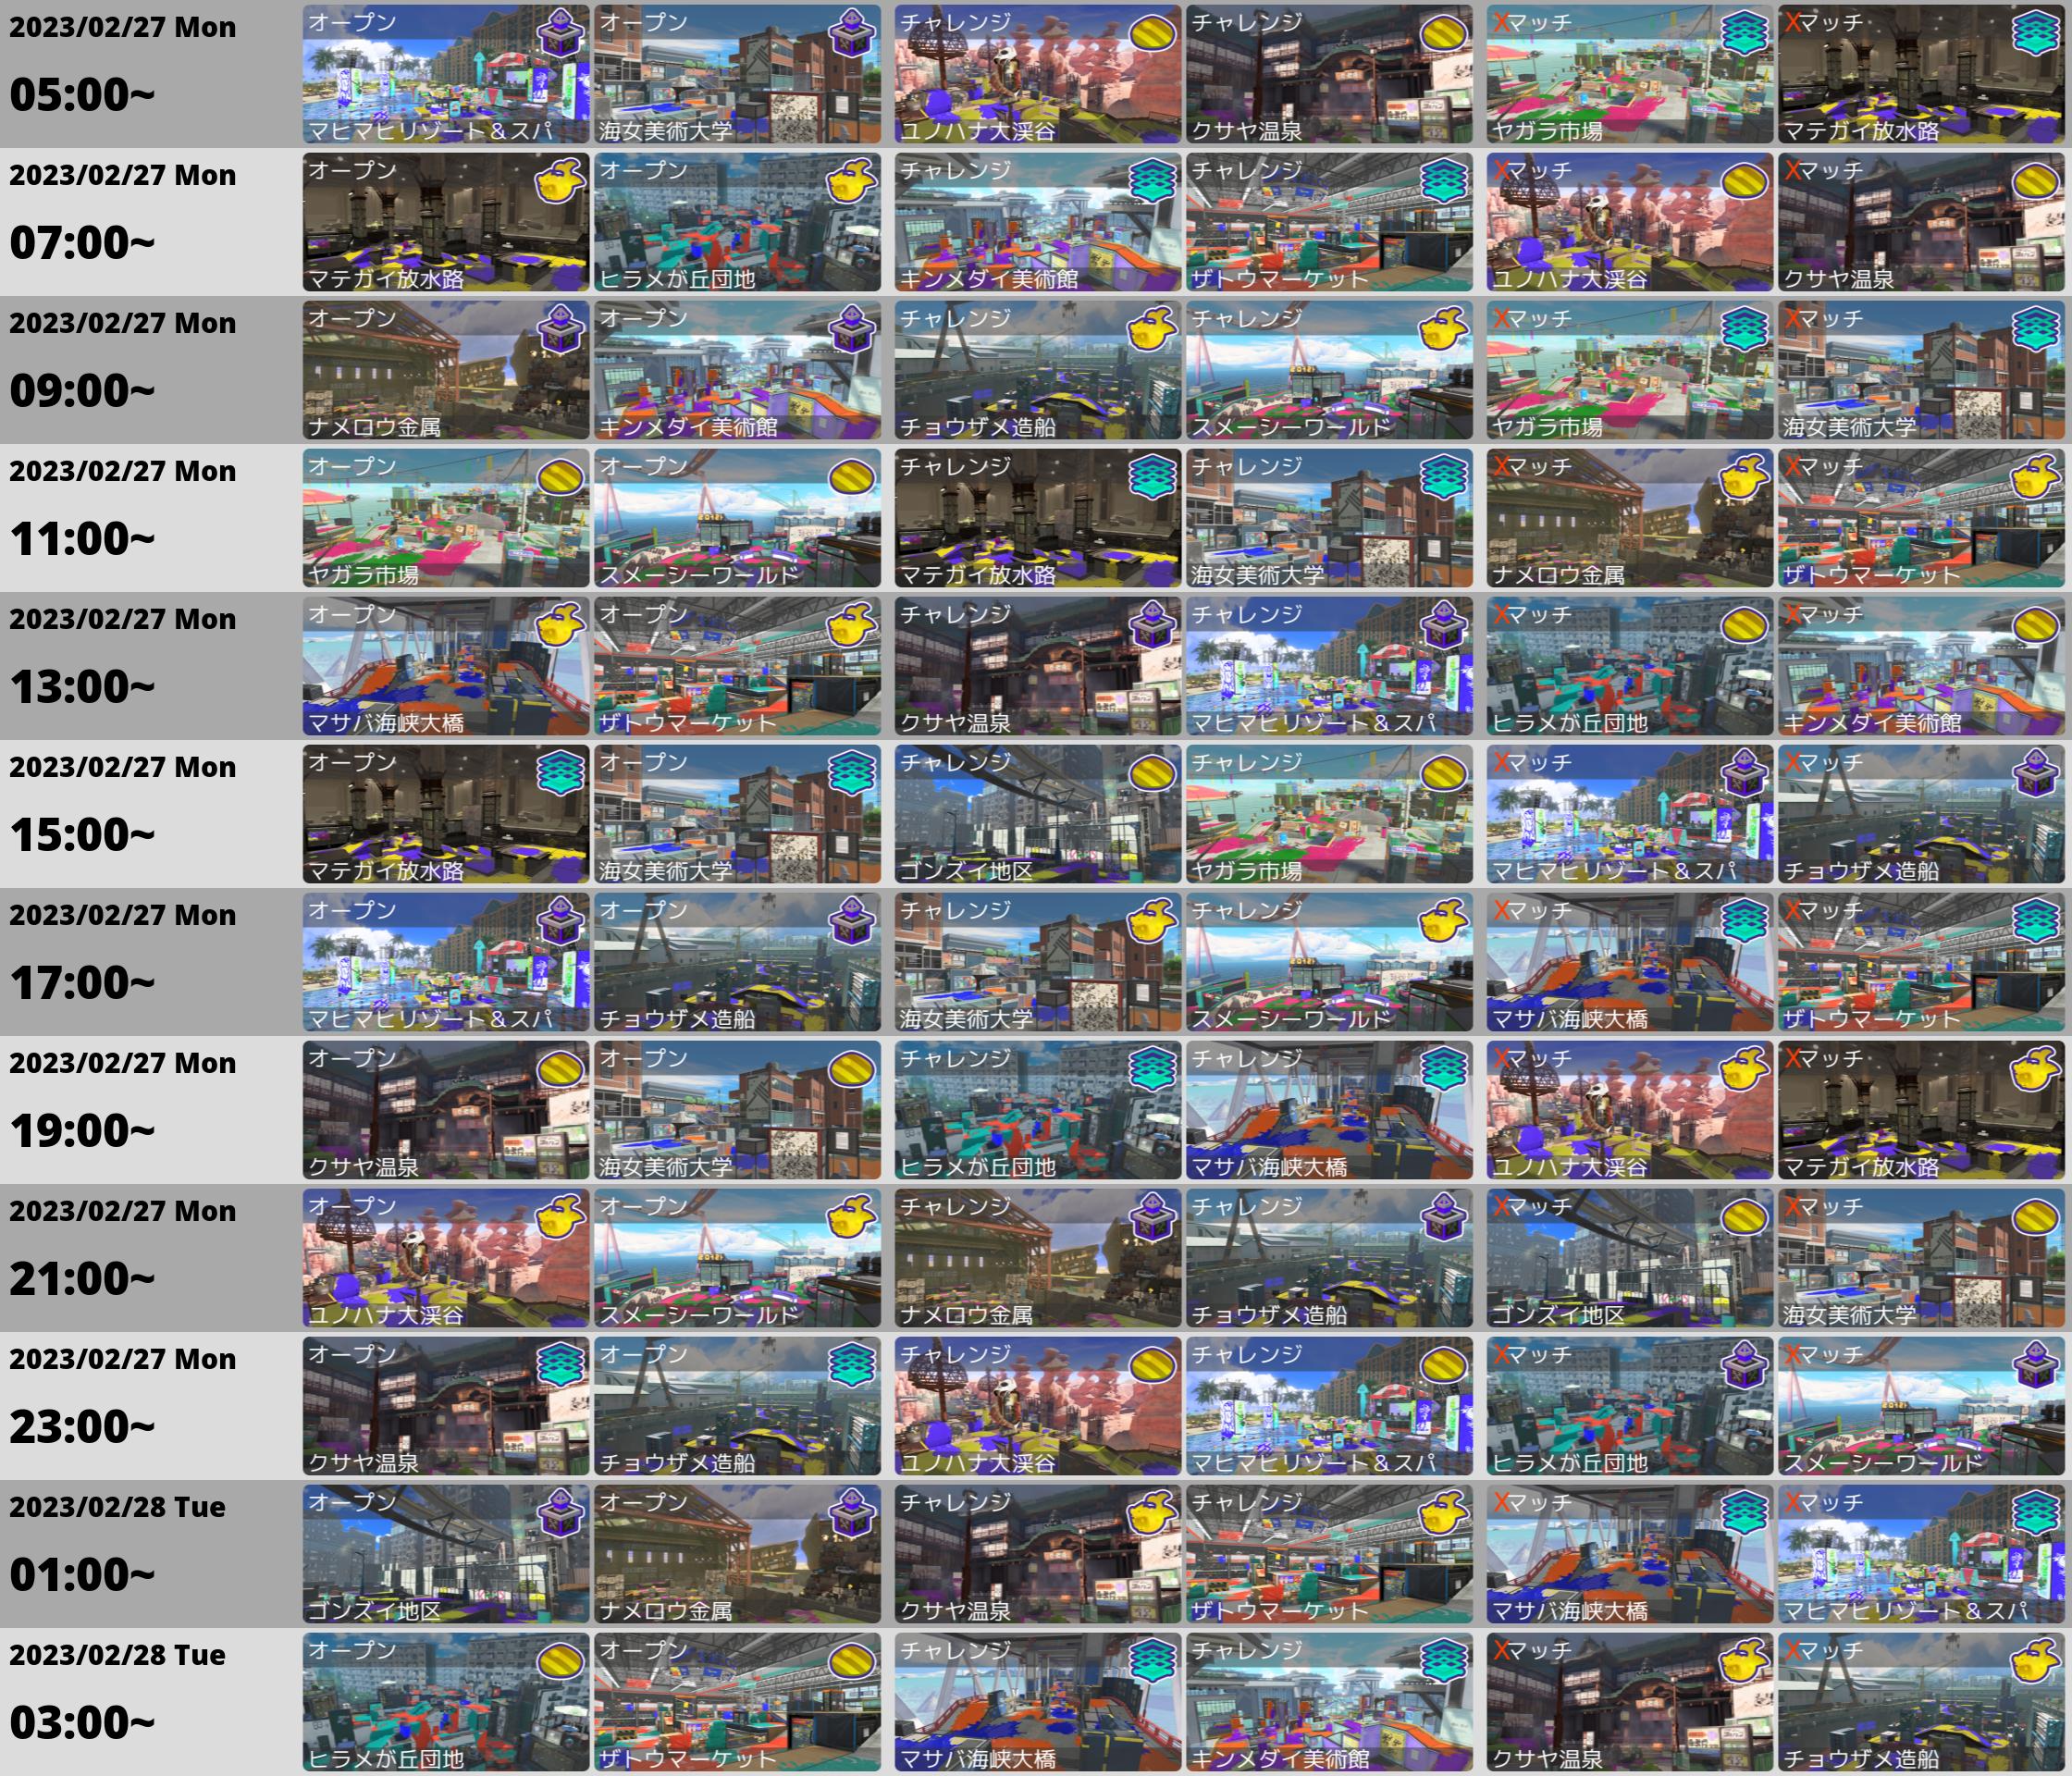 2023/02/27 Mon
05:00~
オープン オープン チャレンジ チャレンジ Xマッチ Xマッチ
マヒマヒリゾート＆スパ 海女美術大学 ユノハナ大渓谷 クサヤ温泉 ヤガラ市場 マテガイ放水路
2023/02/27 Mon
07:00~
オープン オープン チャレンジ チャレンジ Xマッチ Xマッチ
マテガイ放水路 ヒラメが丘団地 キンメダイ美術館 ザトウマーケット ユノハナ大渓谷 クサヤ温泉
2023/02/27 Mon
09:00~
オープン オープン チャレンジ チャレンジ Xマッチ Xマッチ
ナメロウ金属 キンメダイ美術館 チョウザメ造船 スメーシーワールド ヤガラ市場 海女美術大学
2023/02/27 Mon
11:00~
オープン オープン チャレンジ チャレンジ Xマッチ Xマッチ
ヤガラ市場 スメーシーワールド マテガイ放水路 海女美術大学 ナメロウ金属 ザトウマーケット
2023/02/27 Mon
13:00~
オープン オープン チャレンジ チャレンジ Xマッチ Xマッチ
マサバ海峡大橋 ザトウマーケット クサヤ温泉 マヒマヒリゾート＆スパ ヒラメが丘団地 キンメダイ美術館
2023/02/27 Mon
15:00~
オープン オープン チャレンジ チャレンジ Xマッチ Xマッチ
マテガイ放水路 海女美術大学 ゴンズイ地区 ヤガラ市場 マヒマヒリゾート＆スパ チョウザメ造船
2023/02/27 Mon
17:00~
オープン オープン チャレンジ チャレンジ Xマッチ Xマッチ
マヒマヒリゾート＆スパ チョウザメ造船 海女美術大学 スメーシーワールド マサバ海峡大橋 ザトウマーケット
2023/02/27 Mon
19:00~
オープン オープン チャレンジ チャレンジ Xマッチ Xマッチ
クサヤ温泉 海女美術大学 ヒラメが丘団地 マサバ海峡大橋 ユノハナ大渓谷 マテガイ放水路
2023/02/27 Mon
21:00~
オープン オープン チャレンジ チャレンジ Xマッチ Xマッチ
ユノハナ大渓谷 スメーシーワールド ナメロウ金属 チョウザメ造船 ゴンズイ地区 海女美術大学
2023/02/27 Mon
23:00~
オープン オープン チャレンジ チャレンジ Xマッチ Xマッチ
クサヤ温泉 チョウザメ造船 ユノハナ大渓谷 マヒマヒリゾート＆スパ ヒラメが丘団地 スメーシーワールド
2023/02/28 Tue
01:00~
オープン オープン チャレンジ チャレンジ Xマッチ Xマッチ
ゴンズイ地区 ナメロウ金属 クサヤ温泉 ザトウマーケット マサバ海峡大橋 マヒマヒリゾート＆スパ
2023/02/28 Tue
03:00~
オープン オープン チャレンジ チャレンジ Xマッチ Xマッチ
ヒラメが丘団地 ザトウマーケット マサバ海峡大橋 キンメダイ美術館 クサヤ温泉 チョウザメ造船